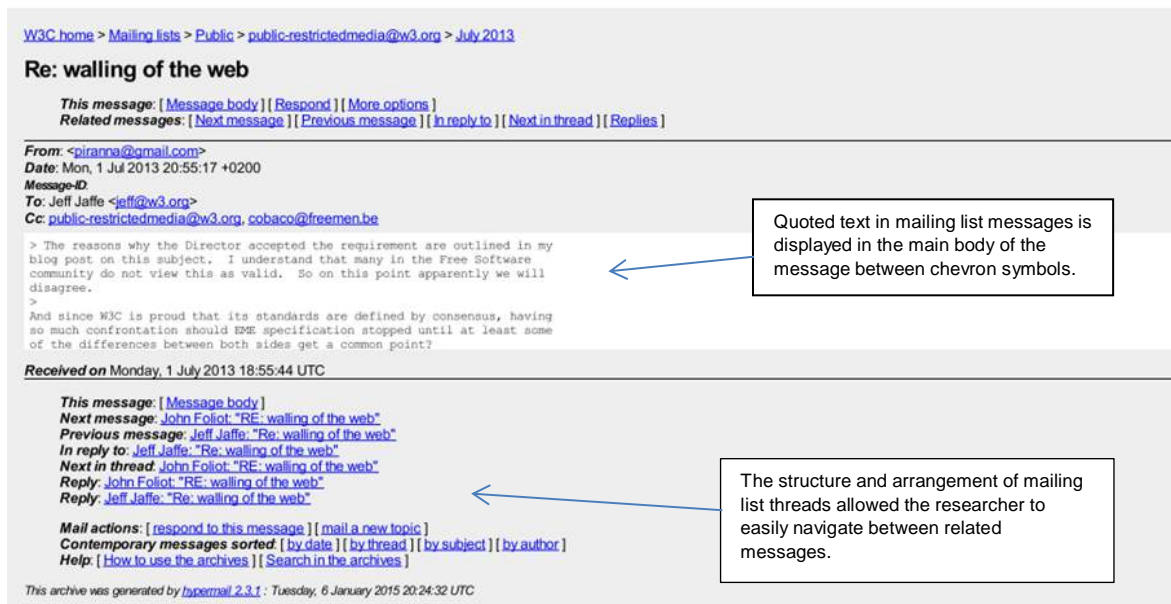 W3C home > Mailing lists > Public > public-restrictedmedia@w3.org > July 2013
Re: walling of the web
This message: [ Message body ] [ Respond ] [ More options ]
Related messages: [ Next message ] [ Previous message ] [ In reply to ] [ Next in thread ] [ Replies ]
From: <piranna@gmail.com>
Date: Mon, 1 Jul 2013 20:55:17 +0200
Message-ID:
To: Jeff Jaffe <jeff@w3.org>
Cc: public-restrictedmedia@w3.org, cobaco@freemen.be
> The reasons why the Director accepted the requirement are outlined in my
blog post on this subject. I understand that many in the Free Software
community do not view this as valid. So on this point apparently we will
disagree.
>
And since W3C is proud that its standards are defined by consensus, having
so much confrontation should EME specification stopped until at least some
of the differences between both sides get a common point?
Quoted text in mailing list messages is
displayed in the main body of the
message between chevron symbols.
Received on Monday, 1 July 2013 18:55:44 UTC
This message: [ Message body ]
Next message: John Foliot: "RE: walling of the web"
Previous message: Jeff Jaffe: "Re: walling of the web"
In reply to: Jeff Jaffe: "Re: walling of the web"
Next in thread: John Foliot: "RE: walling of the web"
Reply: John Foliot: "RE: walling of the web"
Reply: Jeff Jaffe: "Re: walling of the web"
The structure and arrangement of mailing
list threads allowed the researcher to
easily navigate between related
messages.
Mail actions: [ respond to this message ] [ mail a new topic ]
Contemporary messages sorted: [ by date ] [ by thread ] [ by subject ] [ by author ]
Help: [ How to use the archives ] [ Search in the archives ]
This archive was generated by hypermail 2.3.1 : Tuesday, 6 January 2015 20:24:32 UTC